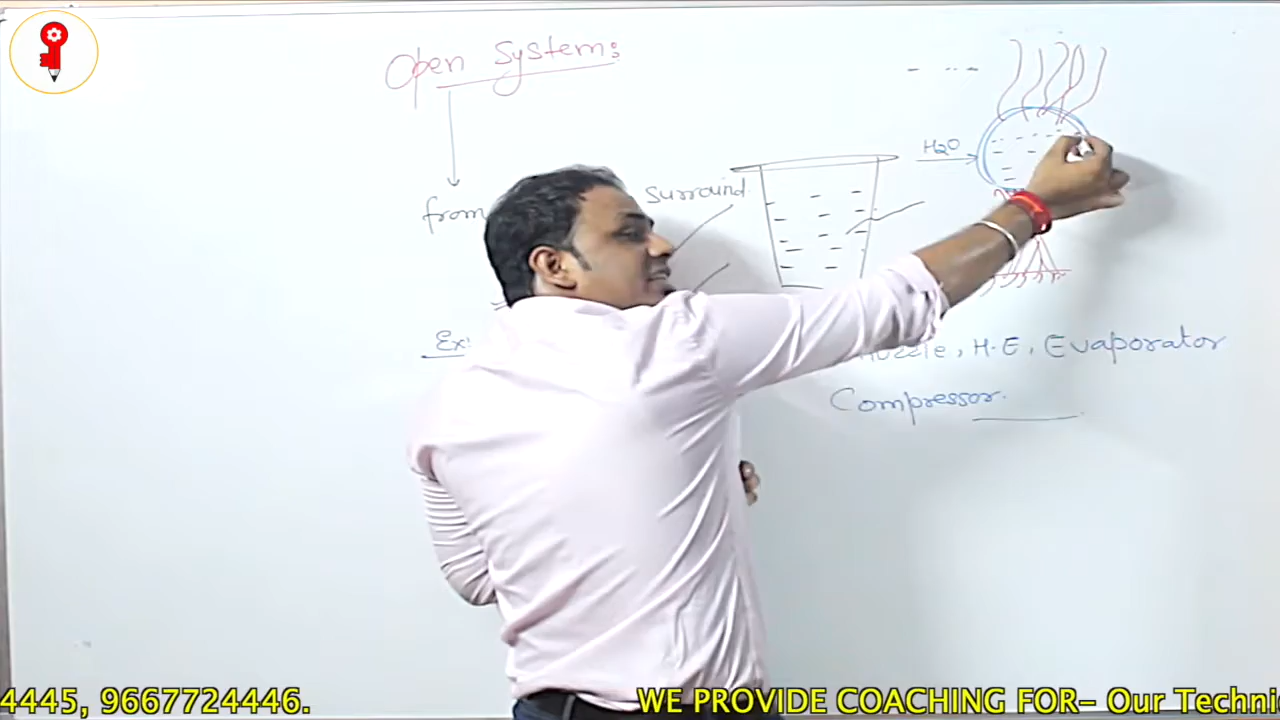 Open System:
H2O
from
Surround
Ex:
Nozzle, H.E, Evaporator
Compressor.
4445, 9667724446. WE PROVIDE COACHING FOR- Our Techni